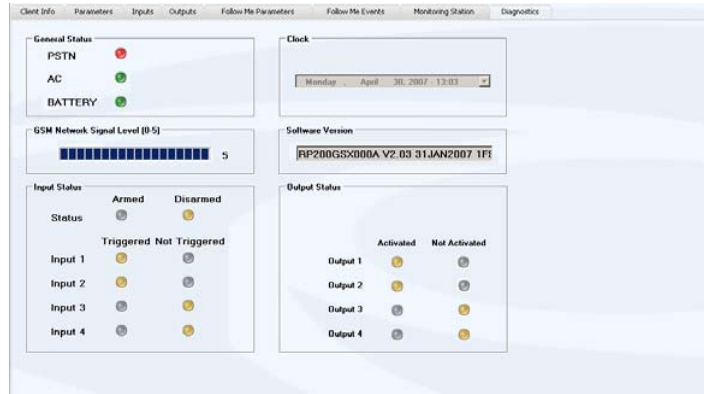 Client Info Parameters Inputs Outputs Follow Me Parameters Follow Me Events Monitoring Station Diagnostics
General Status
PSTN
AC
BATTERY
Clock
Monday , April 30, 2007 - 13:03
GSM Network Signal Level (0-5)
5
Software Version
RP200GSX000A V2.03 31JAN2007 1FI
Input Status
Armed Disarmed
Status
Triggered Not Triggered
Input 1
Input 2
Input 3
Input 4
Output Status
Activated Not Activated
Output 1
Output 2
Output 3
Output 4